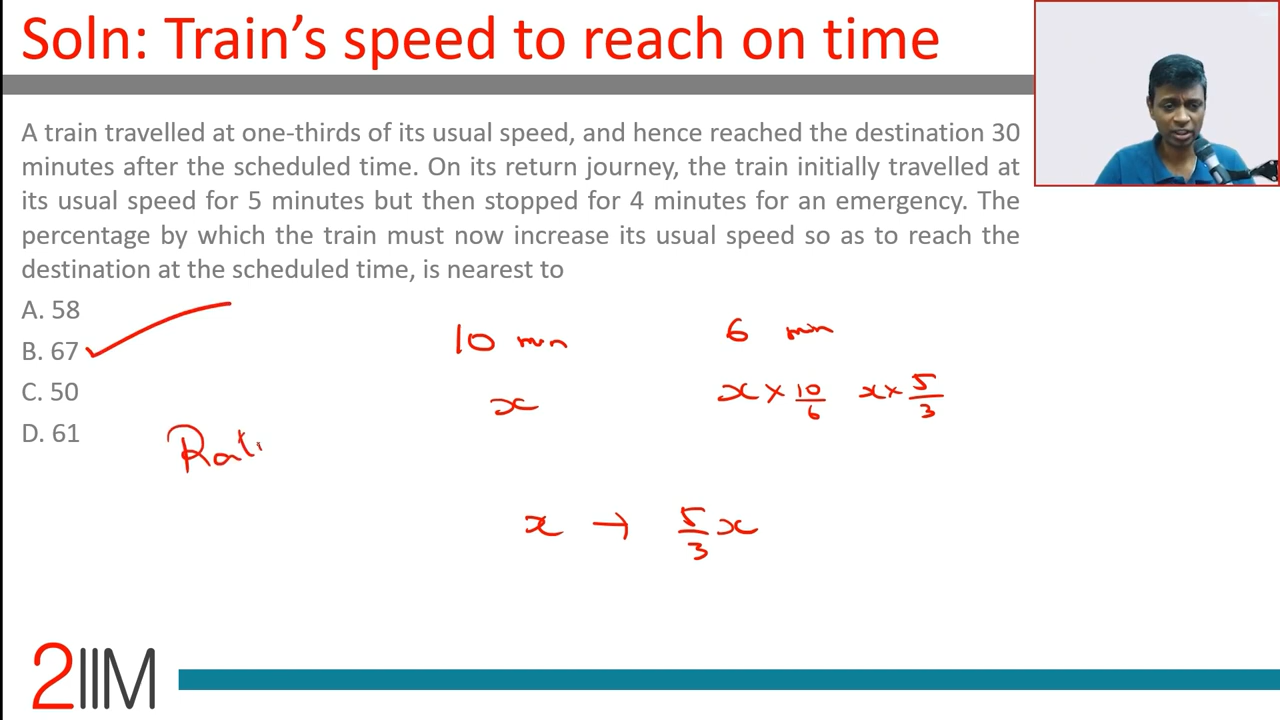 Soln: Train’s speed to reach on time
A train travelled at one-thirds of its usual speed, and hence reached the destination 30
minutes after the scheduled time. On its return journey, the train initially travelled at
its usual speed for 5 minutes but then stopped for 4 minutes for an emergency. The
percentage by which the train must now increase its usual speed so as to reach the
destination at the scheduled time, is nearest to
A. 58
B. 67
C. 50
D. 61
10 min 6 min
x x × 10/6 x × 5/3
Rati
x → 5/3 x
2IIM